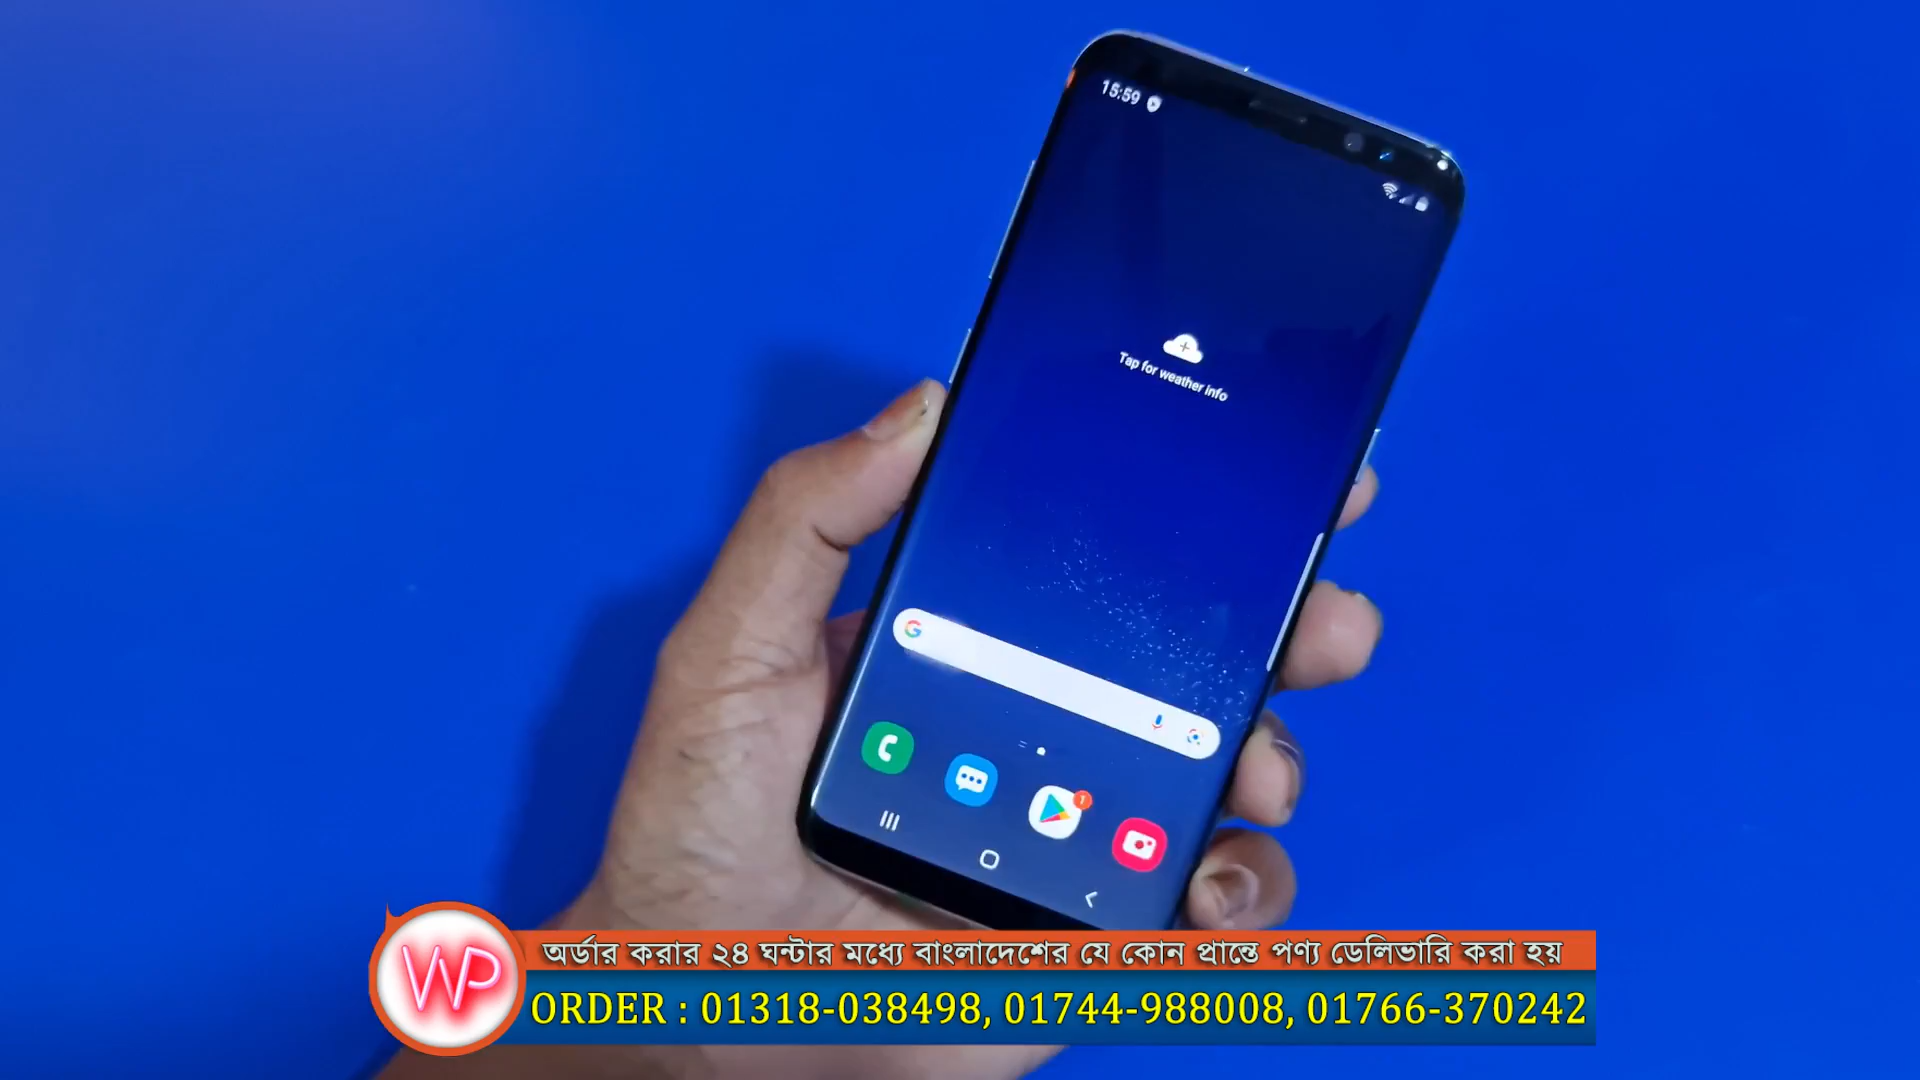 15:59
Tap for weather info
G
1
WP
অর্ডার করার ২৪ ঘন্টার মধ্যে বাংলাদেশের যে কোন প্রান্তে পণ্য ডেলিভারি করা হয়
ORDER : 01318-038498, 01744-988008, 01766-370242